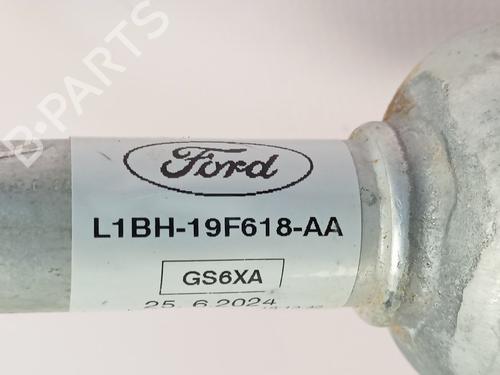 B-PARTS
Ford
L1BH-19F618-AA
GS6XA
25. 6.2024